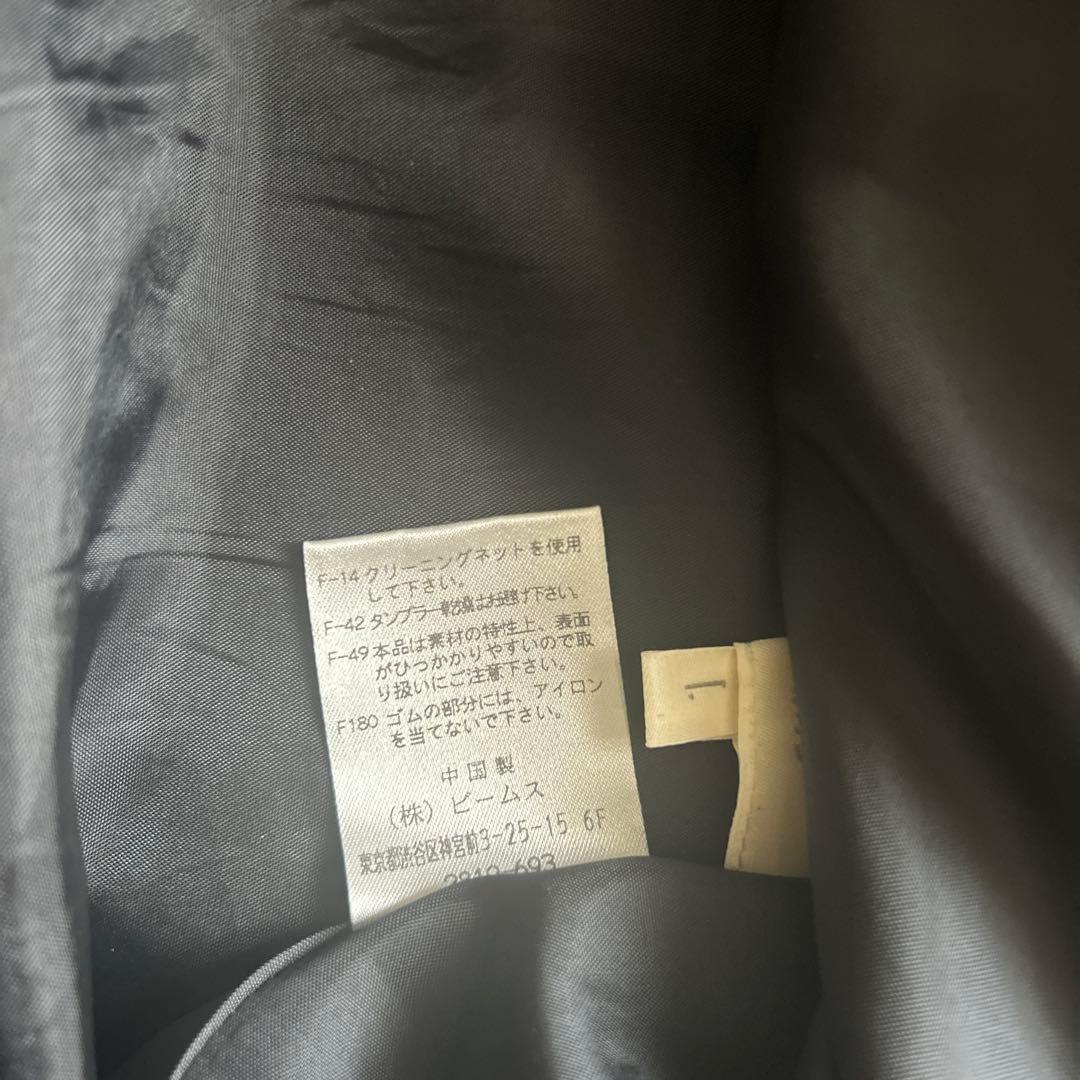 F-14 クリーニングネットを使用
して下さい。
F-42 タンブラー乾燥はお避け下さい。
F-49 本品は素材の特性上、表面
がひっかかりやすいので取
り扱いにご注意下さい。
F180 ゴムの部分には、アイロン
を当てないで下さい。
中国製
(株) ビームス
東京都渋谷区神宮前3-25-15 6F
1